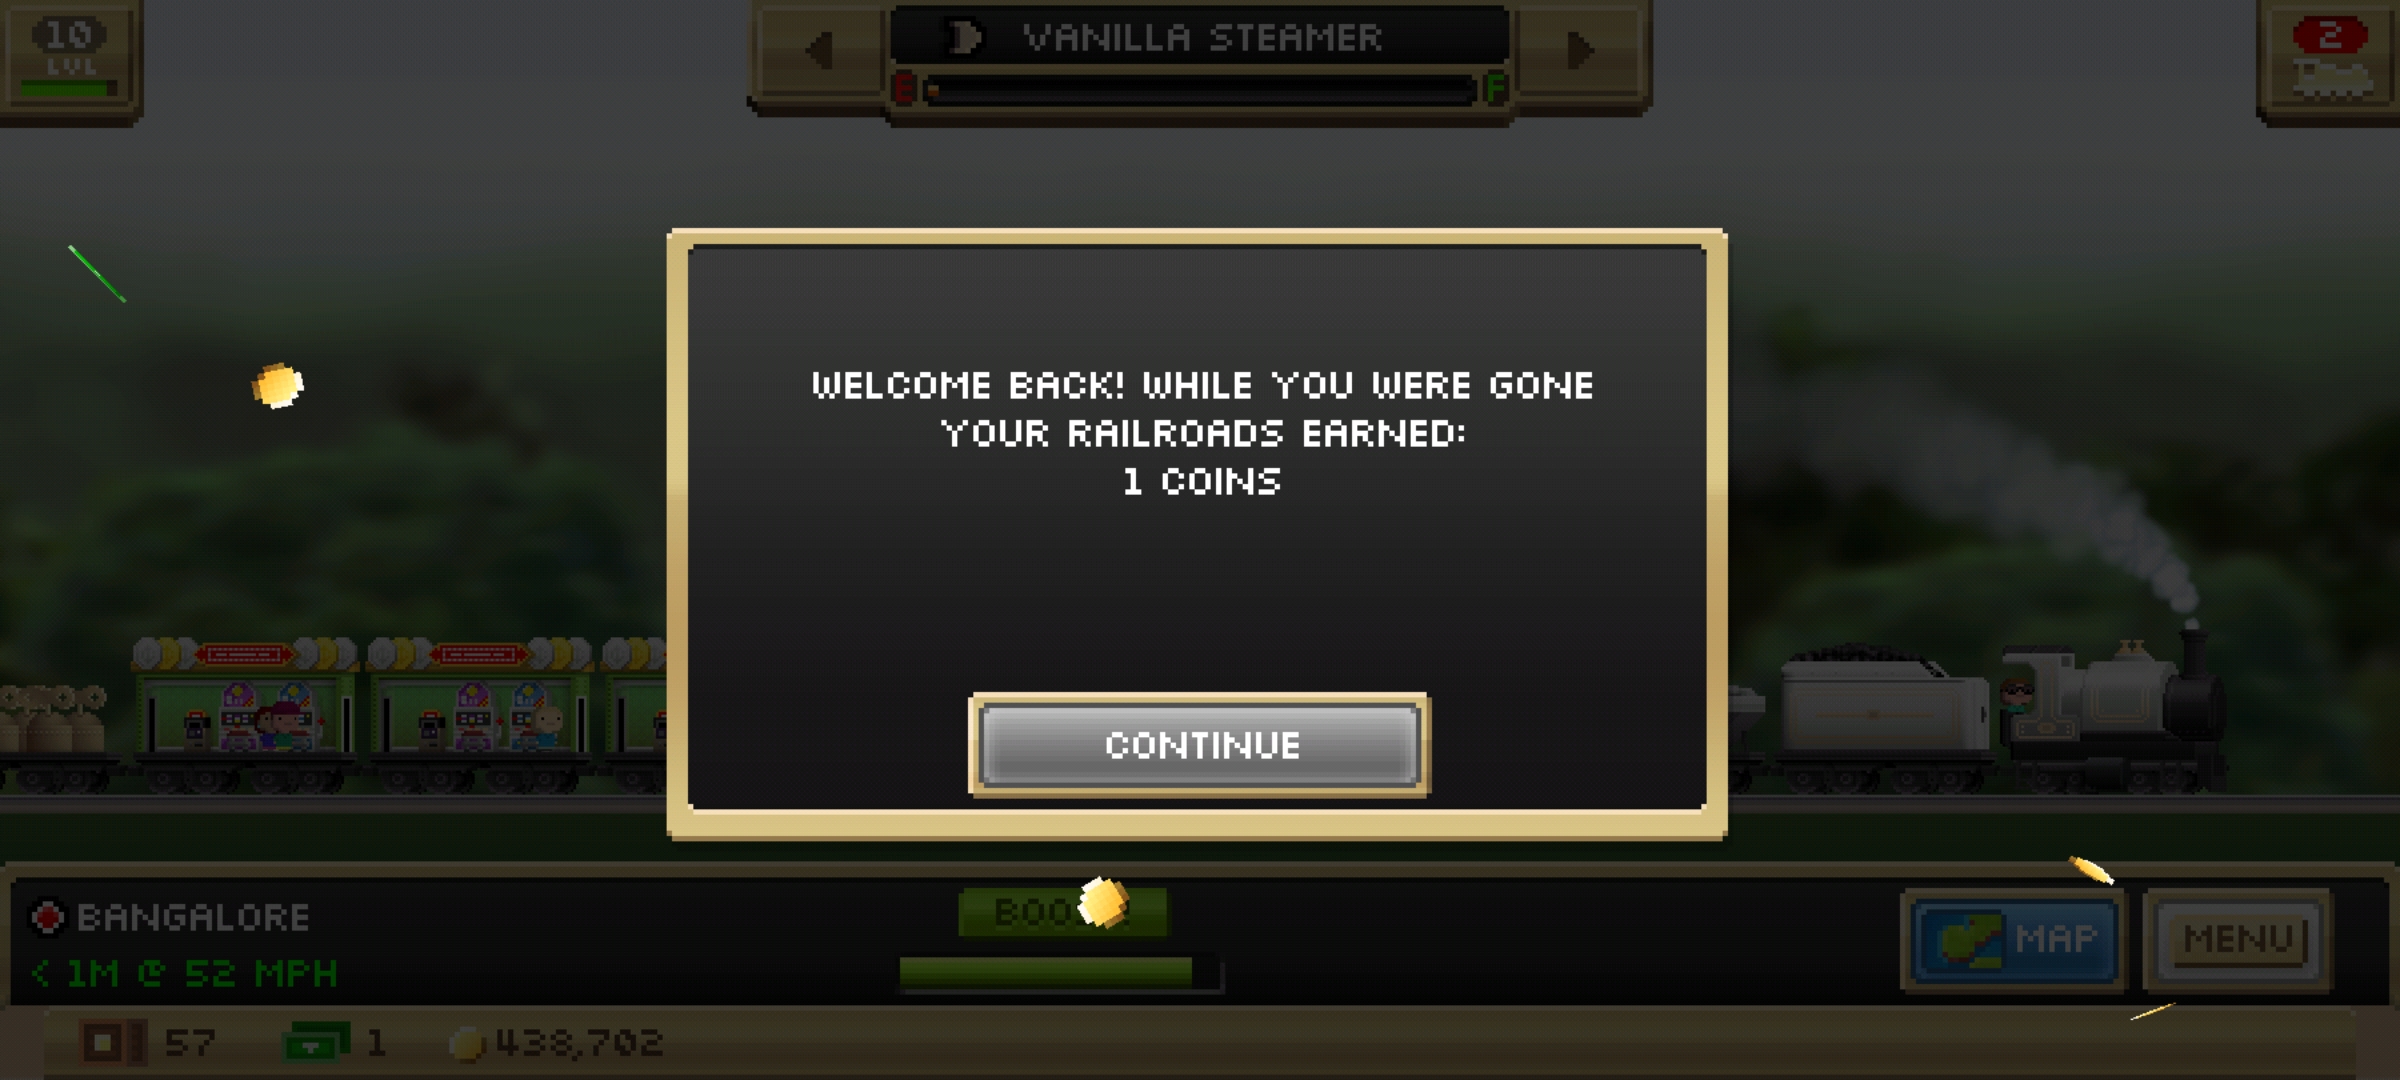 10
LVL
VANILLA STEAMER
E F
2
WELCOME BACK! WHILE YOU WERE GONE
YOUR RAILROADS EARNED:
1 COINS
CONTINUE
BANGALORE
< 1M @ 52 MPH
MAP
MENU
57
1
438,702